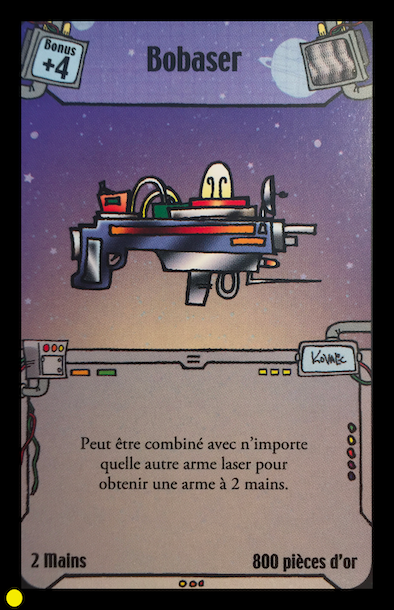 Bonus
+4
Bobaser
Kovalic
Peut être combiné avec n'importe
quelle autre arme laser pour
obtenir une arme à 2 mains.
2 Mains
800 pièces d'or